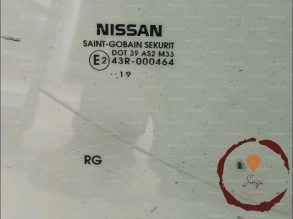 NISSAN
SAINT-GOBAIN SEKURIT
DOT 39 AS2 M33
E2 43R-000464
..19
RG